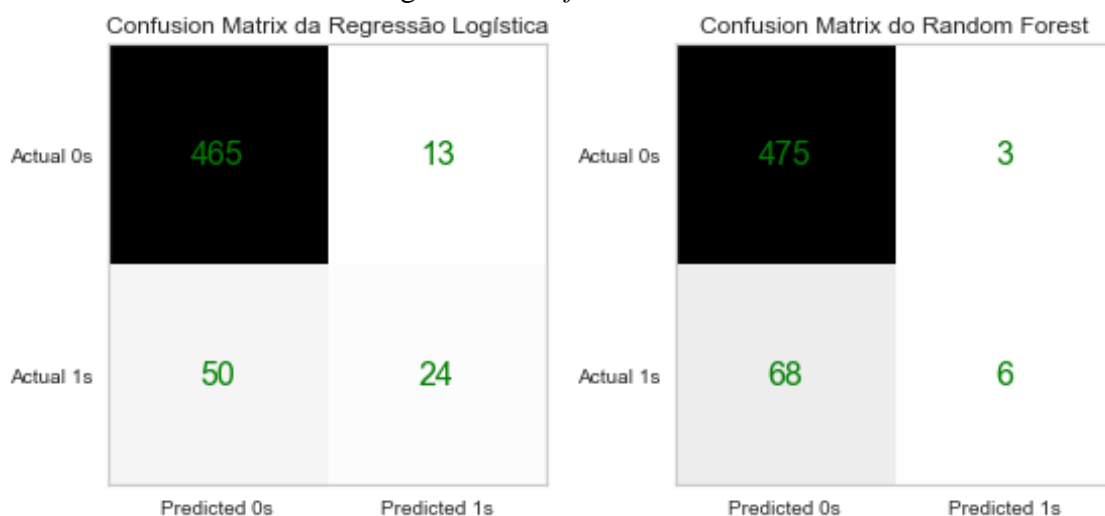 Confusion Matrix da Regressão Logística
Actual 0s 465 13
Actual 1s 50 24
Predicted 0s Predicted 1s
Confusion Matrix do Random Forest
Actual 0s 475 3
Actual 1s 68 6
Predicted 0s Predicted 1s